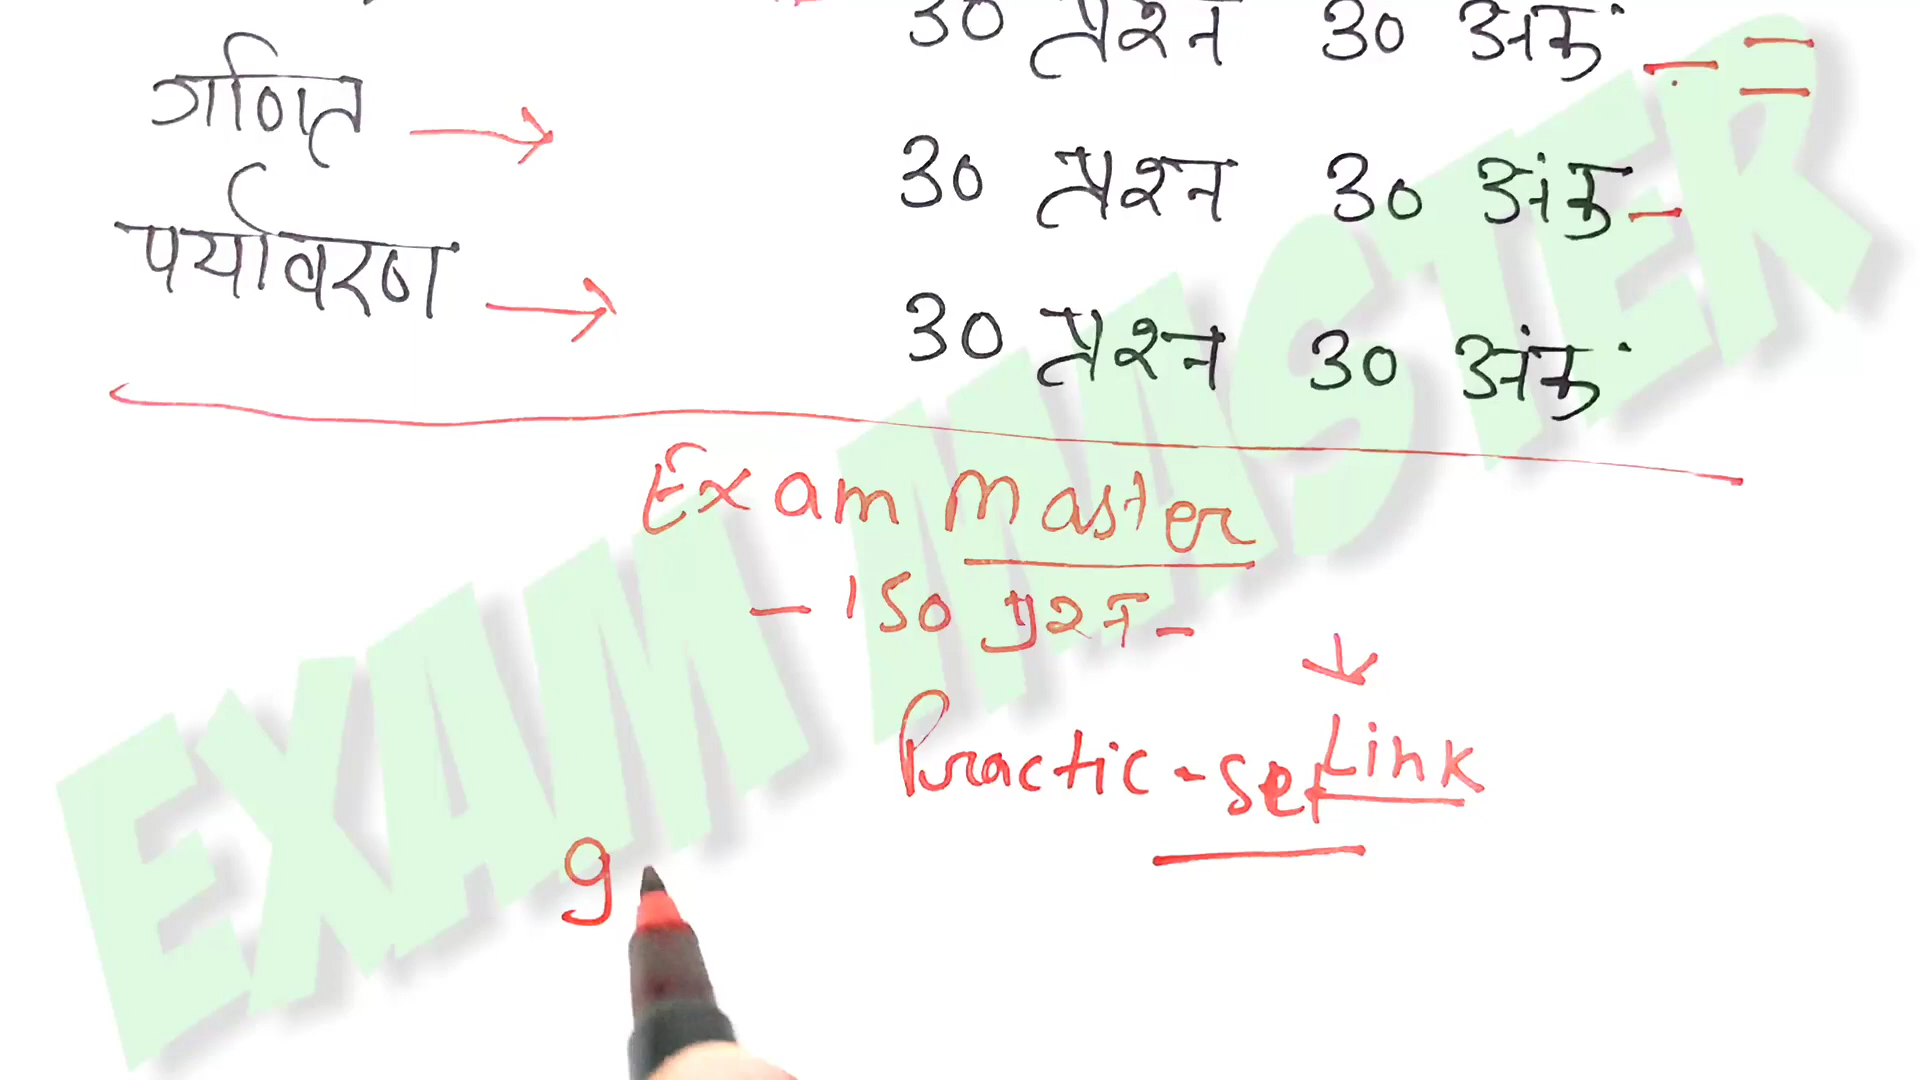 30 प्रश्न 30 अंक
गणित
30 प्रश्न 30 अंक
पर्यावरण
30 प्रश्न 30 अंक
Exam Master
- 150 प्रश्न -
Link
Practic - set
9
EXAM MASTER